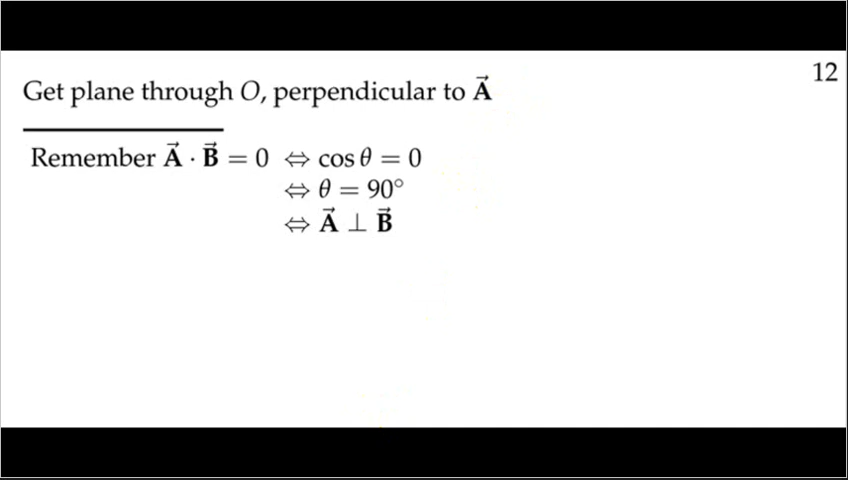 12
Get plane through O, perpendicular to A⃗
Remember A⃗ · B⃗ = 0 ⇔ cos θ = 0
⇔ θ = 90°
⇔ A⃗ ⊥ B⃗